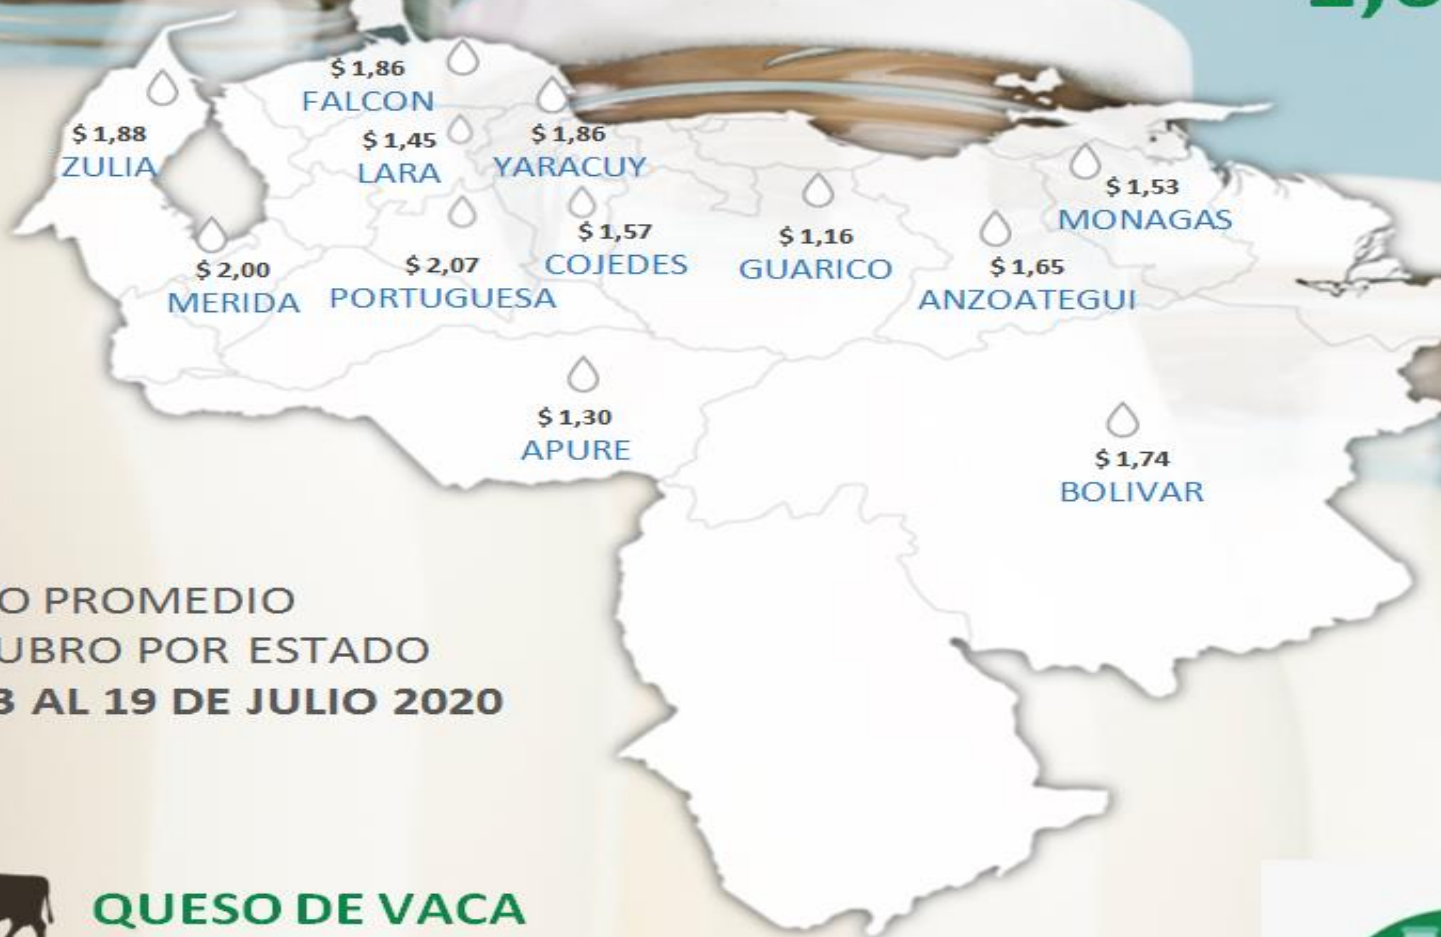 $ 1,86
FALCON
$ 1,88
ZULIA
$ 1,45
LARA
$ 1,86
YARACUY
$ 1,53
MONAGAS
$ 1,57
COJEDES
$ 1,16
GUARICO
$ 1,65
ANZOATEGUI
$ 2,00
MERIDA
$ 2,07
PORTUGUESA
$ 1,30
APURE
$ 1,74
BOLIVAR
O PROMEDIO
UBRO POR ESTADO
AL 19 DE JULIO 2020
QUESO DE VACA